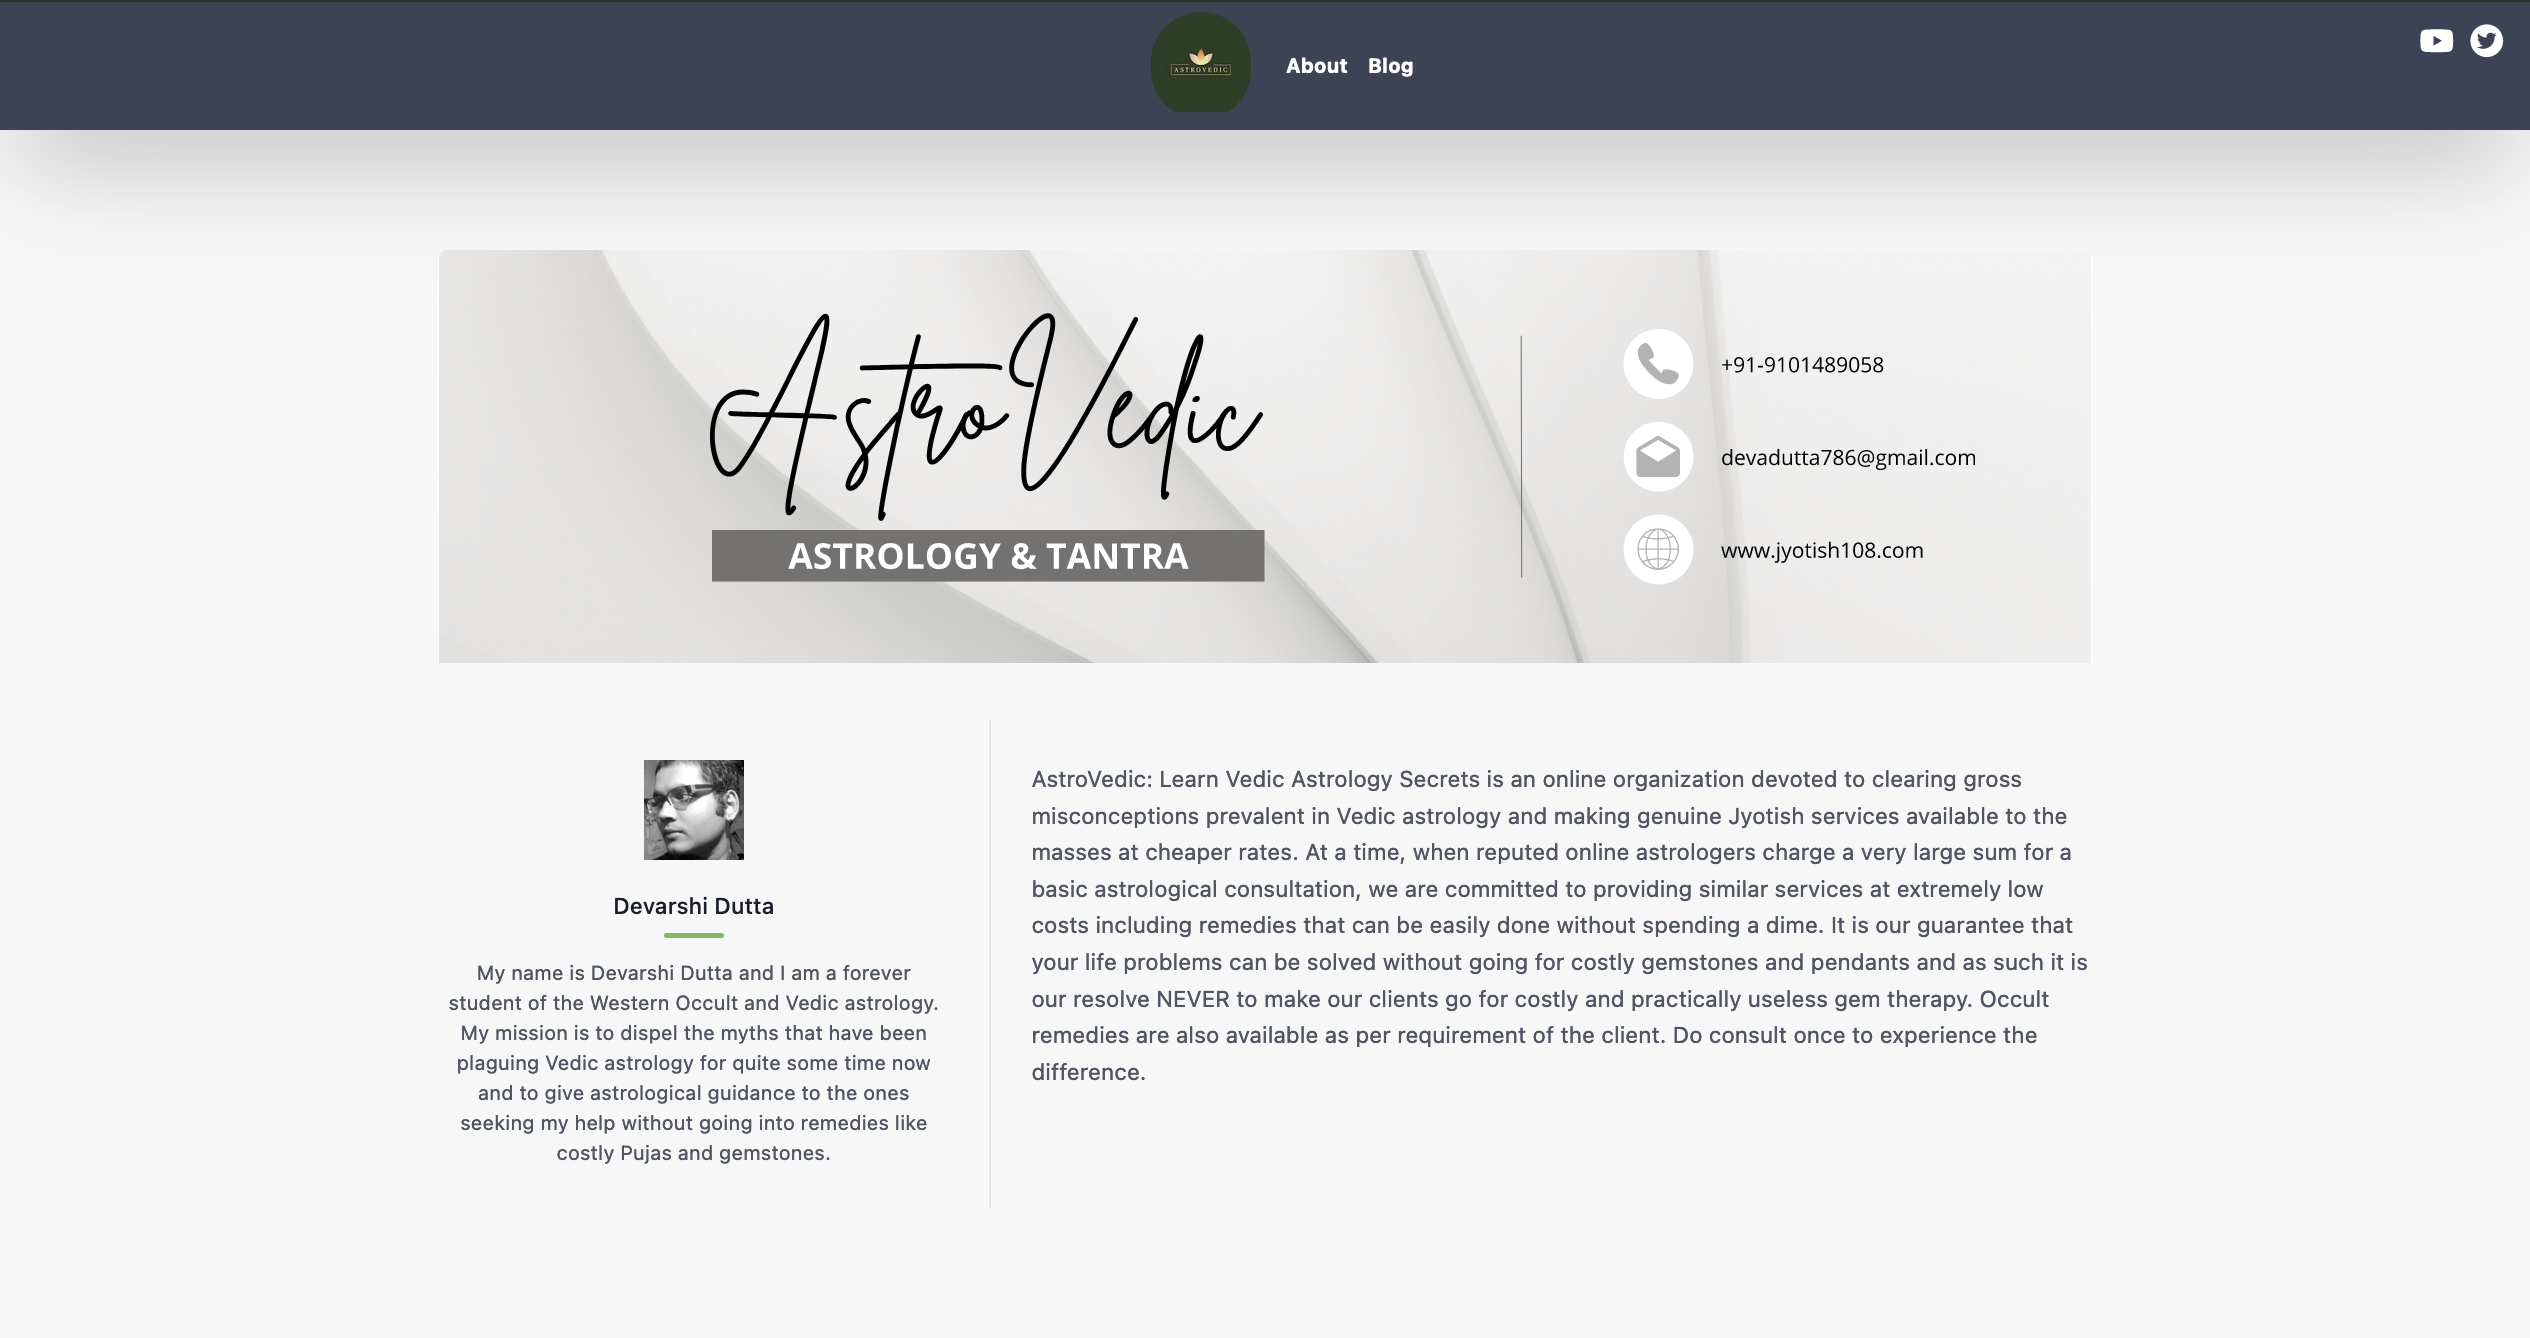 ASTROVEDIC
About Blog
AstroVedic
ASTROLOGY & TANTRA
+91-9101489058
devadutta786@gmail.com
www.jyotish108.com
Devarshi Dutta
My name is Devarshi Dutta and I am a forever
student of the Western Occult and Vedic astrology.
My mission is to dispel the myths that have been
plaguing Vedic astrology for quite some time now
and to give astrological guidance to the ones
seeking my help without going into remedies like
costly Pujas and gemstones.
AstroVedic: Learn Vedic Astrology Secrets is an online organization devoted to clearing gross
misconceptions prevalent in Vedic astrology and making genuine Jyotish services available to the
masses at cheaper rates. At a time, when reputed online astrologers charge a very large sum for a
basic astrological consultation, we are committed to providing similar services at extremely low
costs including remedies that can be easily done without spending a dime. It is our guarantee that
your life problems can be solved without going for costly gemstones and pendants and as such it is
our resolve NEVER to make our clients go for costly and practically useless gem therapy. Occult
remedies are also available as per requirement of the client. Do consult once to experience the
difference.